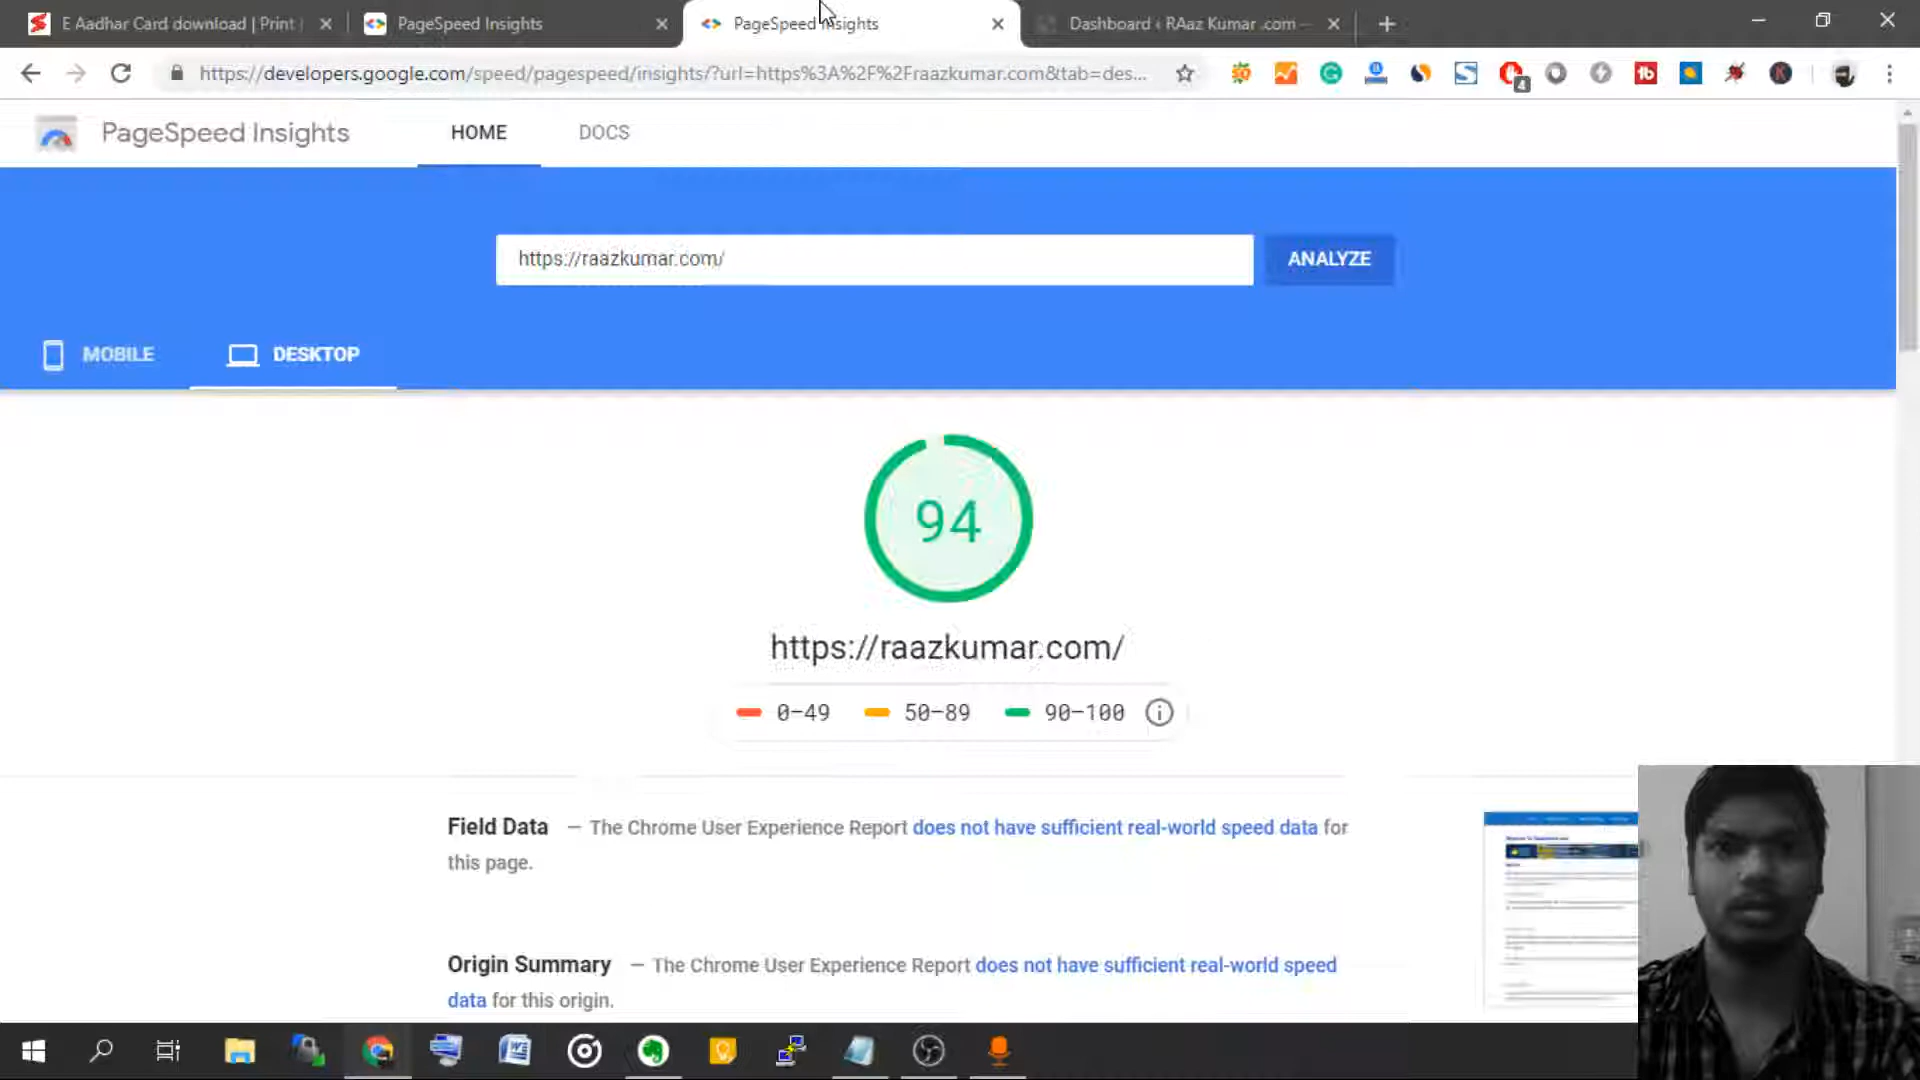 E Aadhar Card download | Print
PageSpeed Insights
PageSpeed Insights
Dashboard ‹ RAaz Kumar .com —
https://developers.google.com/speed/pagespeed/insights/?url=https%3A%2F%2Fraazkumar.com&tab=des...
4
PageSpeed Insights
HOME
DOCS
https://raazkumar.com/
ANALYZE
MOBILE
DESKTOP
94
https://raazkumar.com/
0–49
50–89
90–100
Field Data — The Chrome User Experience Report does not have sufficient real-world speed data for
this page.
Origin Summary — The Chrome User Experience Report does not have sufficient real-world speed
data for this origin.